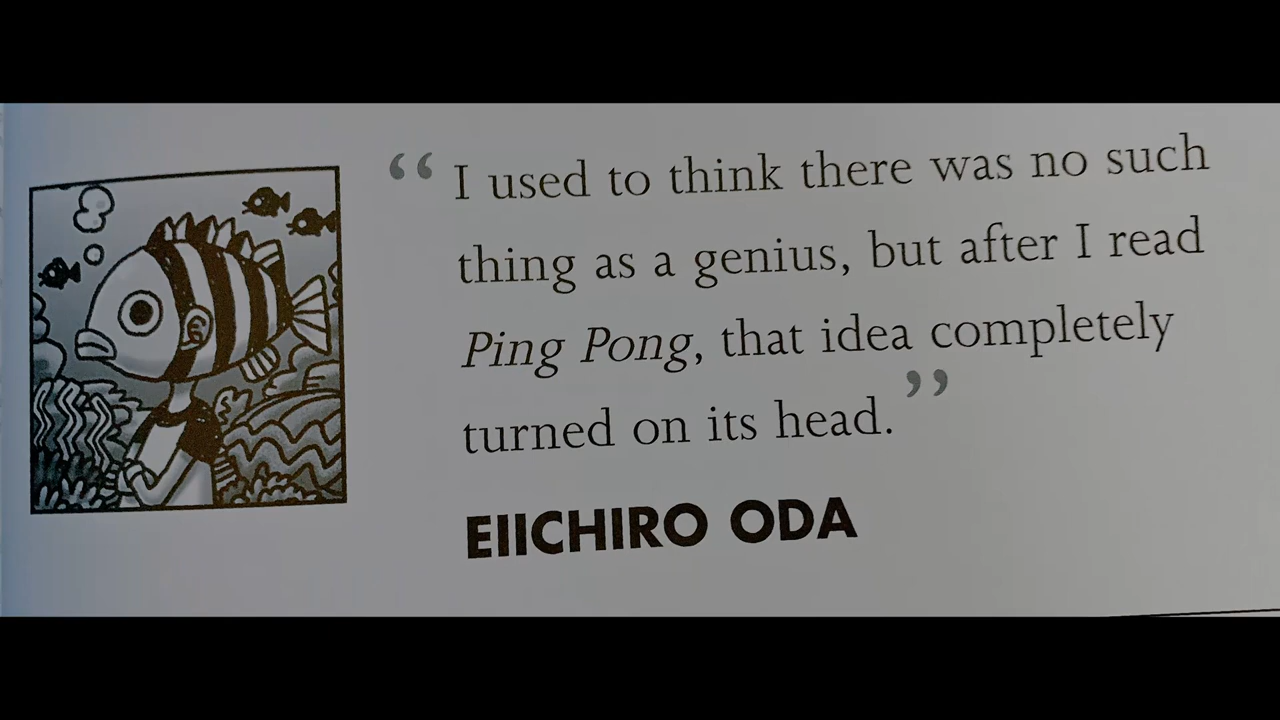 “I used to think there was no such
thing as a genius, but after I read
Ping Pong, that idea completely
turned on its head.”
EIICHIRO ODA